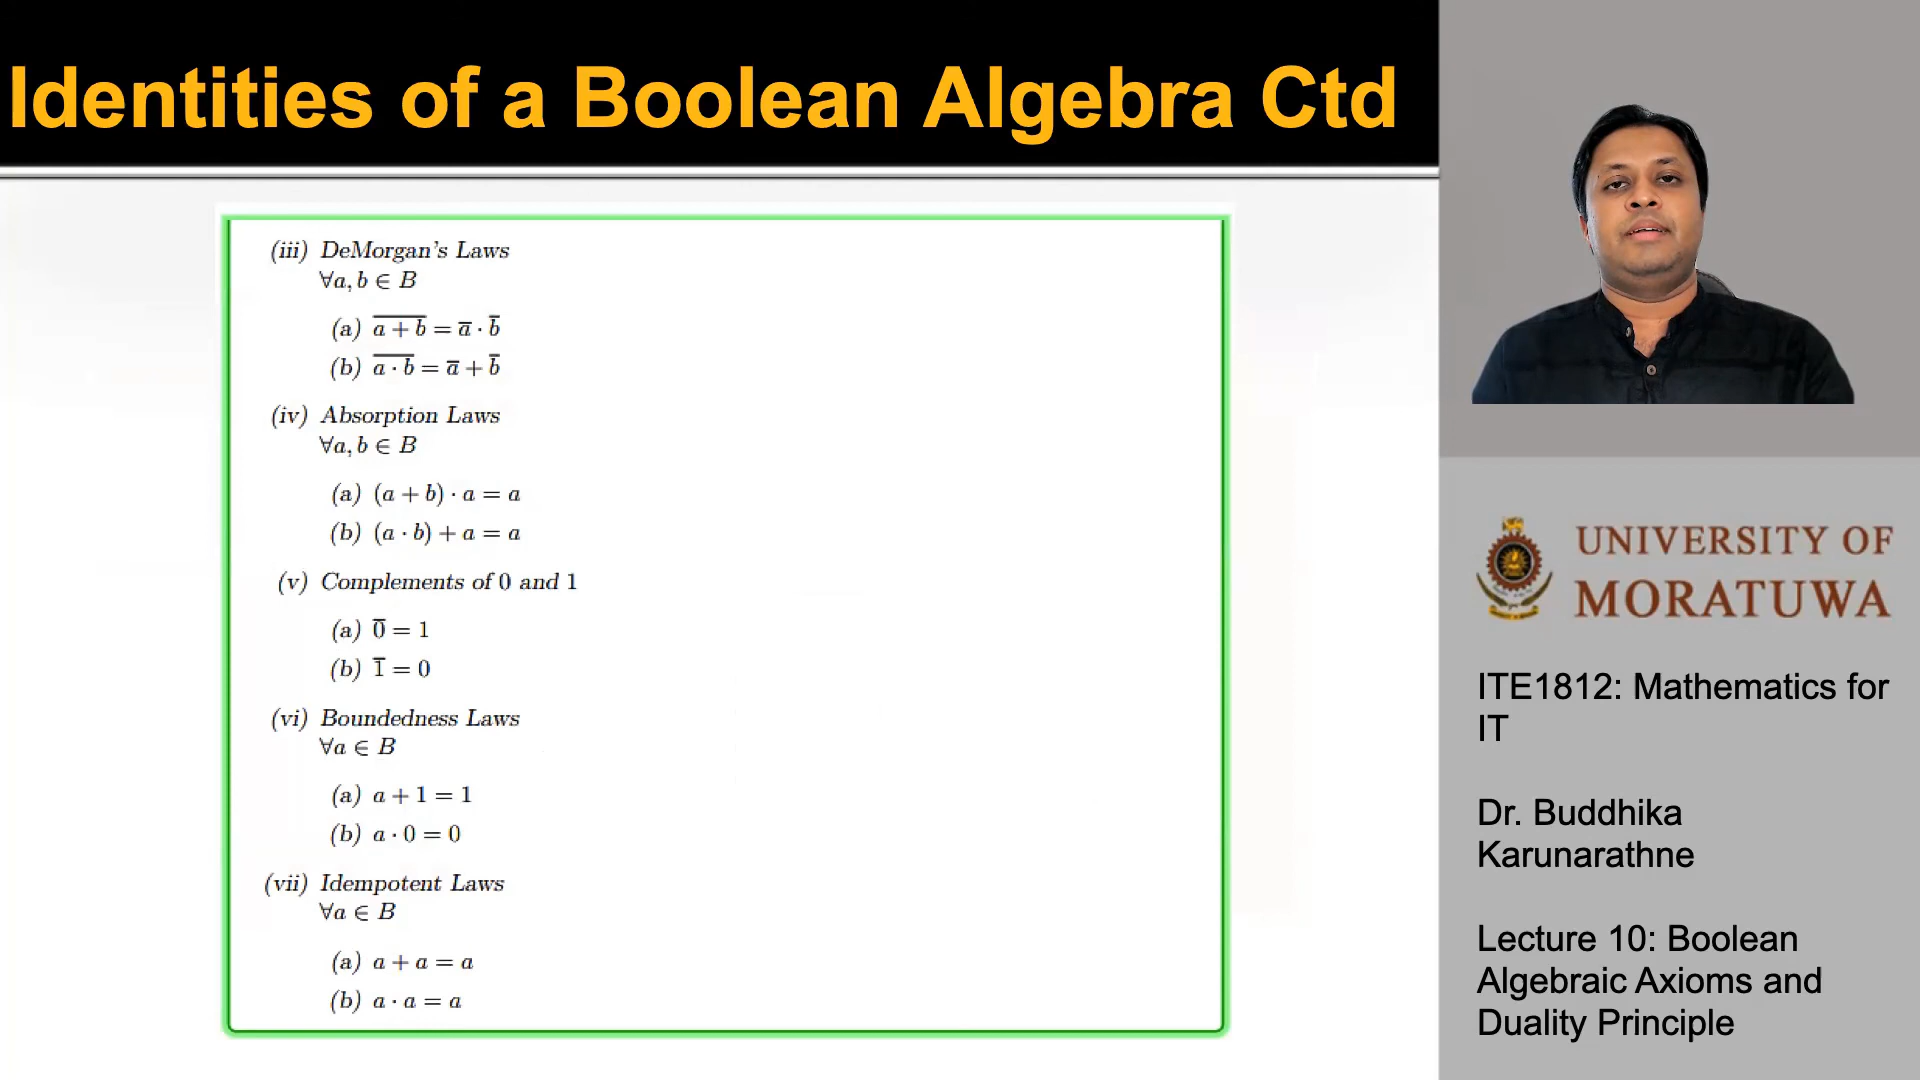 Identities of a Boolean Algebra Ctd
(iii) DeMorgan's Laws
∀a, b ∈ B
(a) \overline{a + b} = \overline{a} · \overline{b}
(b) \overline{a · b} = \overline{a} + \overline{b}
(iv) Absorption Laws
∀a, b ∈ B
(a) (a + b) · a = a
(b) (a · b) + a = a
(v) Complements of 0 and 1
(a) \overline{0} = 1
(b) \overline{1} = 0
(vi) Boundedness Laws
∀a ∈ B
(a) a + 1 = 1
(b) a · 0 = 0
(vii) Idempotent Laws
∀a ∈ B
(a) a + a = a
(b) a · a = a
UNIVERSITY OF
MORATUWA
ITE1812: Mathematics for
IT
Dr. Buddhika
Karunarathne
Lecture 10: Boolean
Algebraic Axioms and
Duality Principle